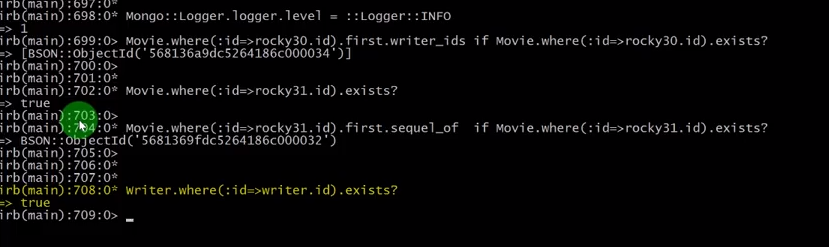 irb(main):697:0*
irb(main):698:0* Mongo::Logger.logger.level = ::Logger::INFO
=> 1
irb(main):699:0> Movie.where(:id=>rocky30.id).first.writer_ids if Movie.where(:id=>rocky30.id).exists?
=> [BSON::ObjectId('568136a9dc5264186c000034')]
irb(main):700:0>
irb(main):701:0*
irb(main):702:0* Movie.where(:id=>rocky31.id).exists?
=> true
irb(main):703:0>
irb(main):704:0* Movie.where(:id=>rocky31.id).first.sequel_of  if Movie.where(:id=>rocky31.id).exists?
=> BSON::ObjectId('5681369fdc5264186c000032')
irb(main):705:0>
irb(main):706:0*
irb(main):707:0*
irb(main):708:0* Writer.where(:id=>writer.id).exists?
=> true
irb(main):709:0> _